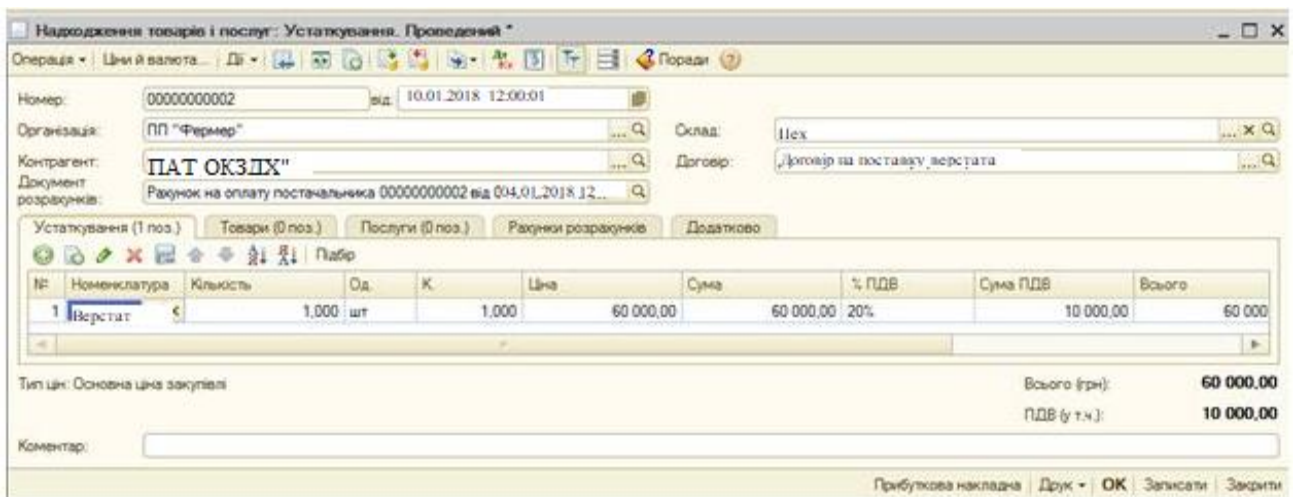 Надходження товарів і послуг: Устаткування. Проведений *
Операція Ціни й валюта... Дії Поради
Номер: 00000000002 від: 10.01.2018 12:00:01
Організація: ПП "Фермер" Склад: Цех
Контрагент: ПАТ ОКЗДХ" Договір: Договір на поставку верстата
Документ розрахунків: Рахунок на оплату постачальника 00000000002 від 004.01.2018 12...
Устаткування (1 поз.) Товари (0 поз.) Послуги (0 поз.) Рахунки розрахунків Додатково
Підбір
№ Номенклатура Кількість Од. К. Ціна Сума % ПДВ Сума ПДВ Всього
1 Верстат 1,000 шт 1,000 60 000,00 60 000,00 20% 10 000,00 60 000
Тип цін: Основна ціна закупівлі Всього (грн): 60 000,00
ПДВ (у т.ч.): 10 000,00
Коментар:
Прибуткова накладна Друк OK Записати Закрити